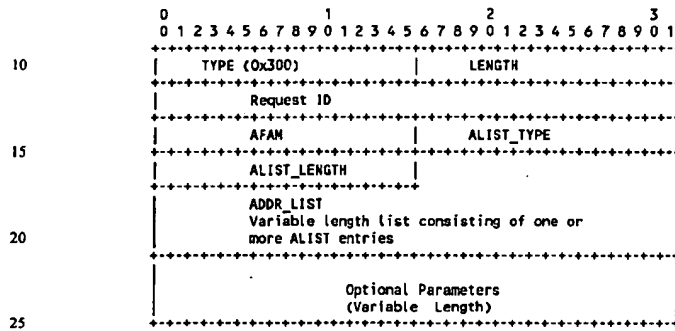 0 1 2 3
0 1 2 3 4 5 6 7 8 9 0 1 2 3 4 5 6 7 8 9 0 1 2 3 4 5 6 7 8 9 0 1
+-+-+-+-+-+-+-+-+-+-+-+-+-+-+-+-+-+-+-+-+-+-+-+-+-+-+-+-+-+-+-+-
10 | TYPE (0x300) | LENGTH
+-+-+-+-+-+-+-+-+-+-+-+-+-+-+-+-+-+-+-+-+-+-+-+-+-+-+-+-+-+-+-+-
| Request ID
+-+-+-+-+-+-+-+-+-+-+-+-+-+-+-+-+-+-+-+-+-+-+-+-+-+-+-+-+-+-+-+-
| AFAM | ALIST_TYPE
15 +-+-+-+-+-+-+-+-+-+-+-+-+-+-+-+-+-+-+-+-+-+-+-+-+-+-+-+-+-+-+-+-
| ALIST_LENGTH |
+-+-+-+-+-+-+-+-+-+-+-+-+-+-+-+-+
| ADDR_LIST
Variable length list consisting of one or
20 more ALIST entries
+-+-+-+-+-+-+-+-+-+-+-+-+-+-+-+-+-+-+-+-+-+-+-+-+-+-+-+-+-+-+-+-
| Optional Parameters
(Variable Length)
25 +-+-+-+-+-+-+-+-+-+-+-+-+-+-+-+-+-+-+-+-+-+-+-+-+-+-+-+-+-+-+-+-